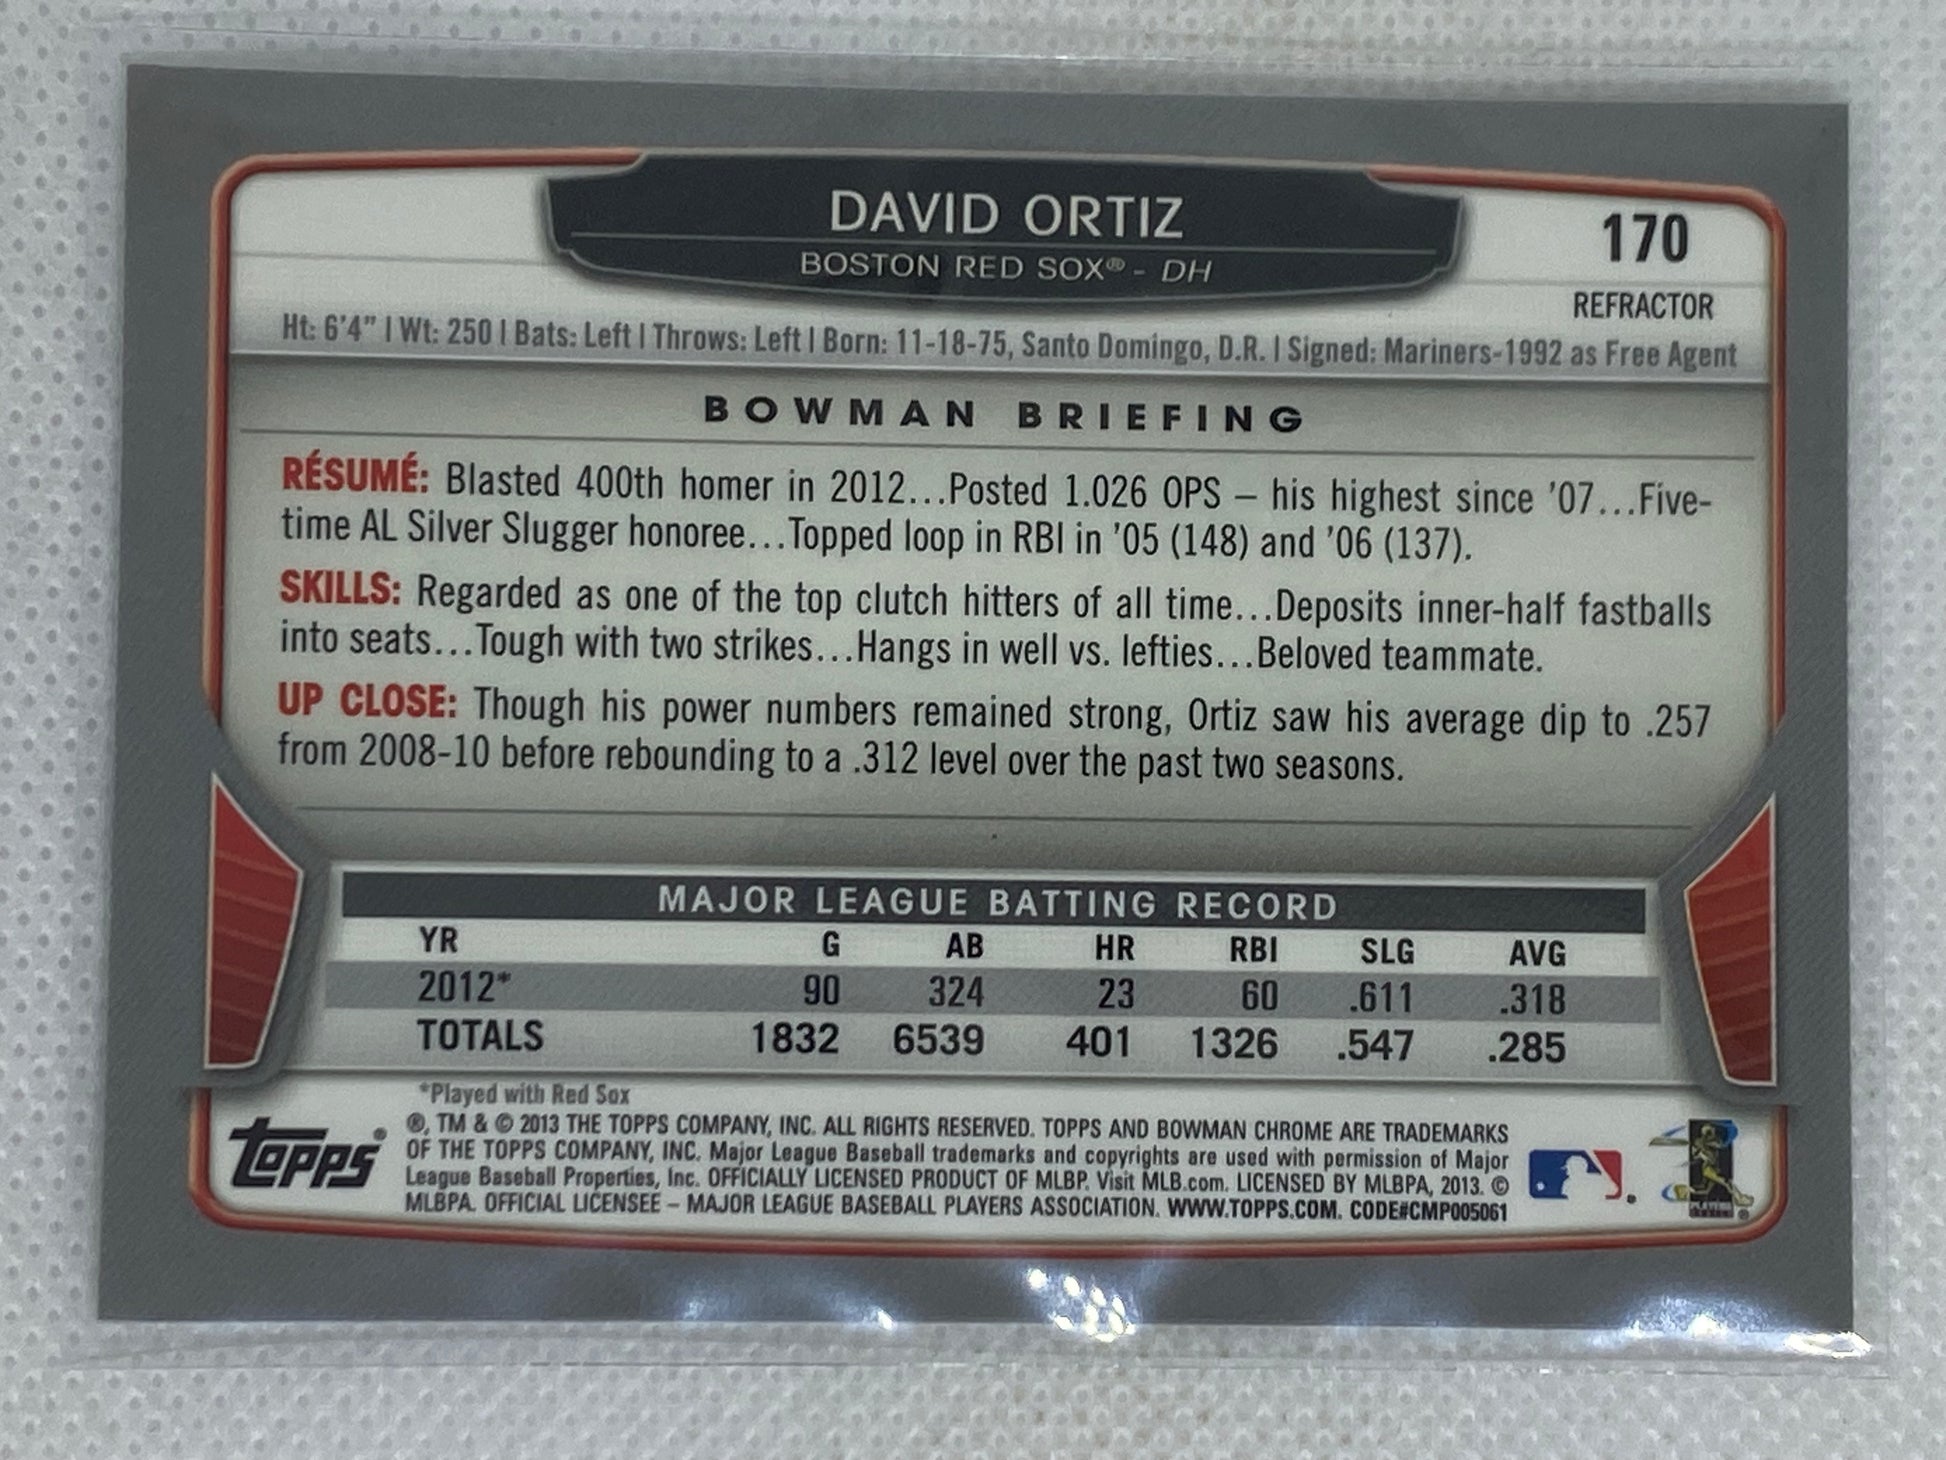 DAVID ORTIZ
BOSTON RED SOX® - DH
170
REFRACTOR
Ht: 6'4" | Wt: 250 | Bats: Left | Throws: Left | Born: 11-18-75, Santo Domingo, D.R. | Signed: Mariners-1992 as Free Agent
BOWMAN BRIEFING
RÉSUMÉ: Blasted 400th homer in 2012...Posted 1.026 OPS – his highest since '07...Five-
time AL Silver Slugger honoree...Topped loop in RBI in '05 (148) and '06 (137).
SKILLS: Regarded as one of the top clutch hitters of all time...Deposits inner-half fastballs
into seats...Tough with two strikes...Hangs in well vs. lefties...Beloved teammate.
UP CLOSE: Though his power numbers remained strong, Ortiz saw his average dip to .257
from 2008-10 before rebounding to a .312 level over the past two seasons.
MAJOR LEAGUE BATTING RECORD
YR G AB HR RBI SLG AVG
2012* 90 324 23 60 .611 .318
TOTALS 1832 6539 401 1326 .547 .285
*Played with Red Sox
topps®
®, TM & © 2013 THE TOPPS COMPANY, INC. ALL RIGHTS RESERVED. TOPPS AND BOWMAN CHROME ARE TRADEMARKS
OF THE TOPPS COMPANY, INC. Major League Baseball trademarks and copyrights are used with permission of Major
League Baseball Properties, Inc. OFFICIALLY LICENSED PRODUCT OF MLBP. Visit MLB.com. LICENSED BY MLBPA, 2013. ©
MLBPA. OFFICIAL LICENSEE – MAJOR LEAGUE BASEBALL PLAYERS ASSOCIATION. WWW.TOPPS.COM. CODE#CMP005061